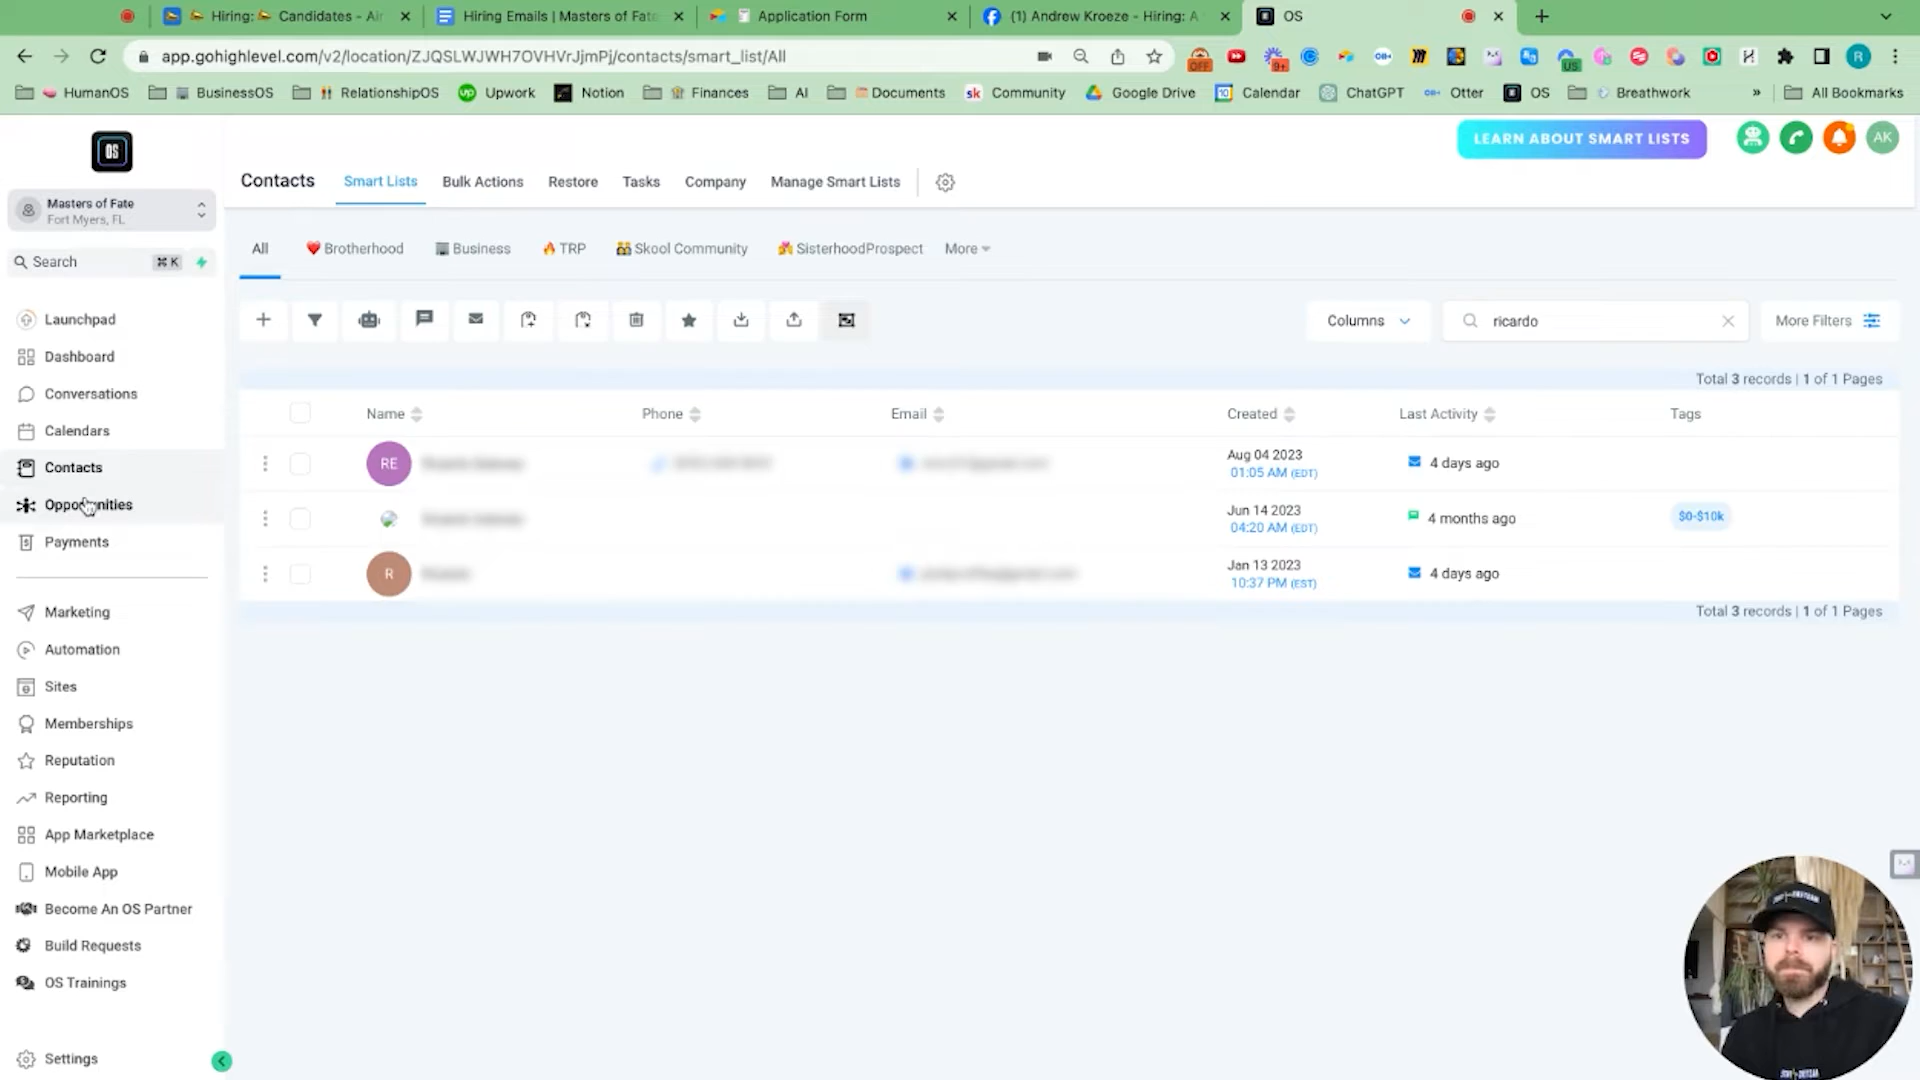 Hiring: Candidates - Air
Hiring Emails | Masters of Fate
Application Form
(1) Andrew Kroeze - Hiring: A
OS
app.gohighlevel.com/v2/location/ZJQSLWJWH7OVHVrJjmPj/contacts/smart_list/All
OFF
9+
US
R
HumanOS
BusinessOS
RelationshipOS
up Upwork
Notion
Finances
AI
Documents
sk Community
Google Drive
10 Calendar
ChatGPT
Otter
OS
Breathwork
»
All Bookmarks
OS
LEARN ABOUT SMART LISTS
AK
Masters of Fate
Fort Myers, FL
Contacts
Smart Lists
Bulk Actions
Restore
Tasks
Company
Manage Smart Lists
Search
⌘ K
All
Brotherhood
Business
TRP
Skool Community
SisterhoodProspect
More
Launchpad
Dashboard
Conversations
Calendars
Contacts
Opportunities
Payments
Marketing
Automation
Sites
Memberships
Reputation
Reporting
App Marketplace
Mobile App
Become An OS Partner
Build Requests
OS Trainings
Settings
Columns
ricardo
More Filters
Total 3 records | 1 of 1 Pages
Name
Phone
Email
Created
Last Activity
Tags
RE
Aug 04 2023
01:05 AM (EDT)
4 days ago
Jun 14 2023
04:20 AM (EDT)
4 months ago
$0-$10k
R
Jan 13 2023
10:37 PM (EST)
4 days ago
Total 3 records | 1 of 1 Pages